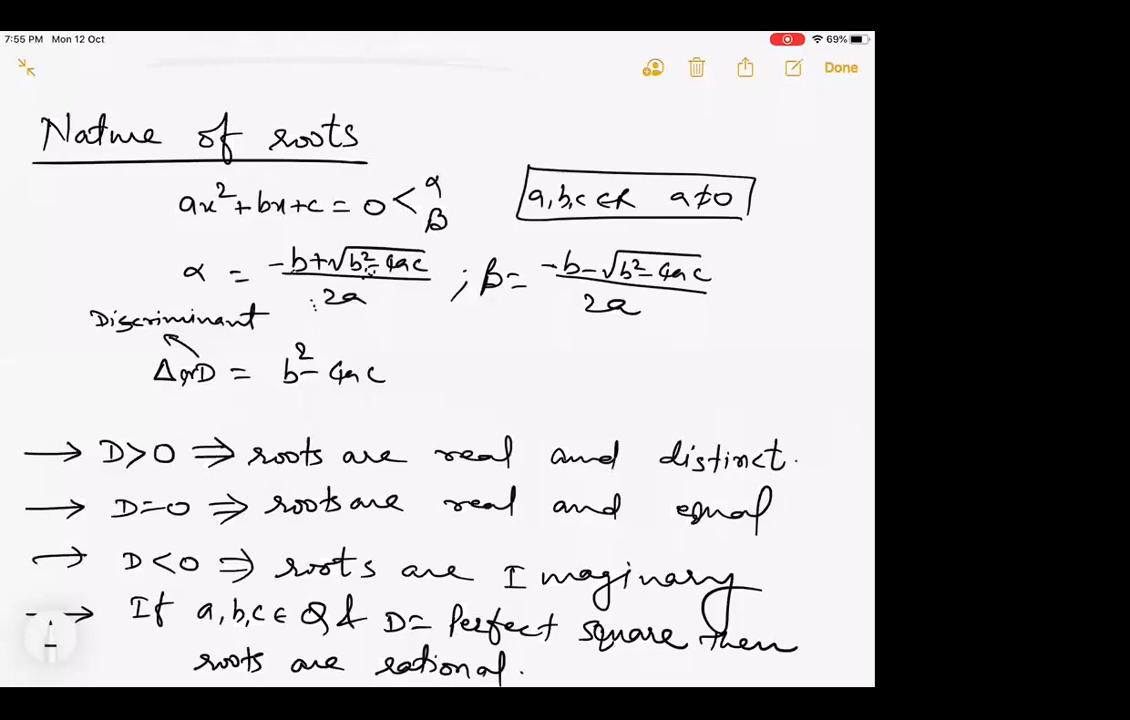 7:55 PM Mon 12 Oct 69%
Done
Nature of roots
ax²+bx+c=0 < α β
a,b,c ∈ R a≠0
α = (-b+√(b²-4ac))/2a ; β = (-b-√(b²-4ac))/2a
Discriminant
Δ or D = b²-4ac
→ D>0 ⇒ roots are real and distinct.
→ D=0 ⇒ roots are real and equal
→ D<0 ⇒ roots are Imaginary
→ If a,b,c ∈ Q & D= Perfect square then
roots are rational.